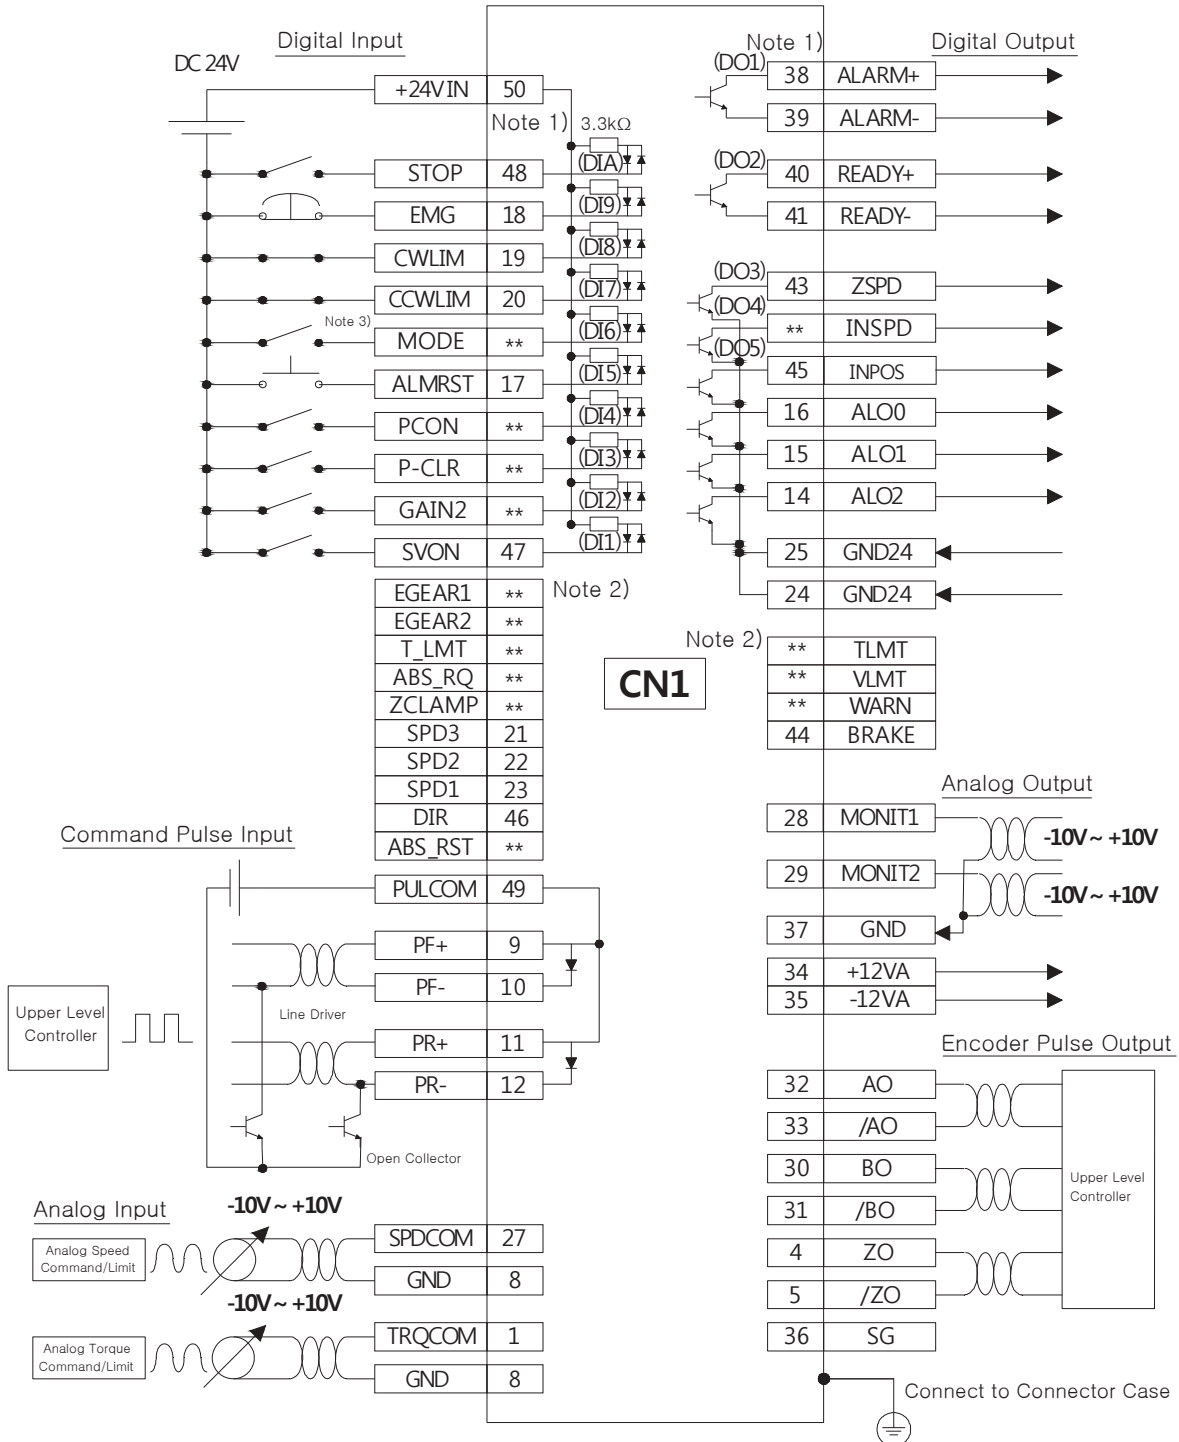 Digital Input
DC 24V
+24VIN 50
Note 1)
3.3kΩ
STOP 48 (DIA)
EMG 18 (DI9)
CWLIM 19 (DI8)
CCWLIM 20 (DI7)
Note 3)
MODE ** (DI6)
ALMRST 17 (DI5)
PCON ** (DI4)
P-CLR ** (DI3)
GAIN2 ** (DI2)
SVON 47 (DI1)
Note 2)
EGEAR1 **
EGEAR2 **
T_LMT **
ABS_RQ **
ZCLAMP **
SPD3 21
SPD2 22
SPD1 23
DIR 46
ABS_RST **
Command Pulse Input
PULCOM 49
PF+ 9
PF- 10
Line Driver
Upper Level
Controller
PR+ 11
PR- 12
Open Collector
Analog Input
-10V ~ +10V
Analog Speed
Command/Limit
SPDCOM 27
GND 8
-10V ~ +10V
Analog Torque
Command/Limit
TRQCOM 1
GND 8
CN1
Note 1)
Digital Output
(DO1)
38 ALARM+
39 ALARM-
(DO2)
40 READY+
41 READY-
(DO3)
43 ZSPD
(DO4)
** INSPD
(DO5)
45 INPOS
16 ALO0
15 ALO1
14 ALO2
25 GND24
24 GND24
Note 2)
** TLMT
** VLMT
** WARN
44 BRAKE
Analog Output
28 MONIT1
-10V ~ +10V
29 MONIT2
-10V ~ +10V
37 GND
34 +12VA
35 -12VA
Encoder Pulse Output
32 AO
33 /AO
30 BO
31 /BO
4 ZO
5 /ZO
Upper Level
Controller
36 SG
Connect to Connector Case